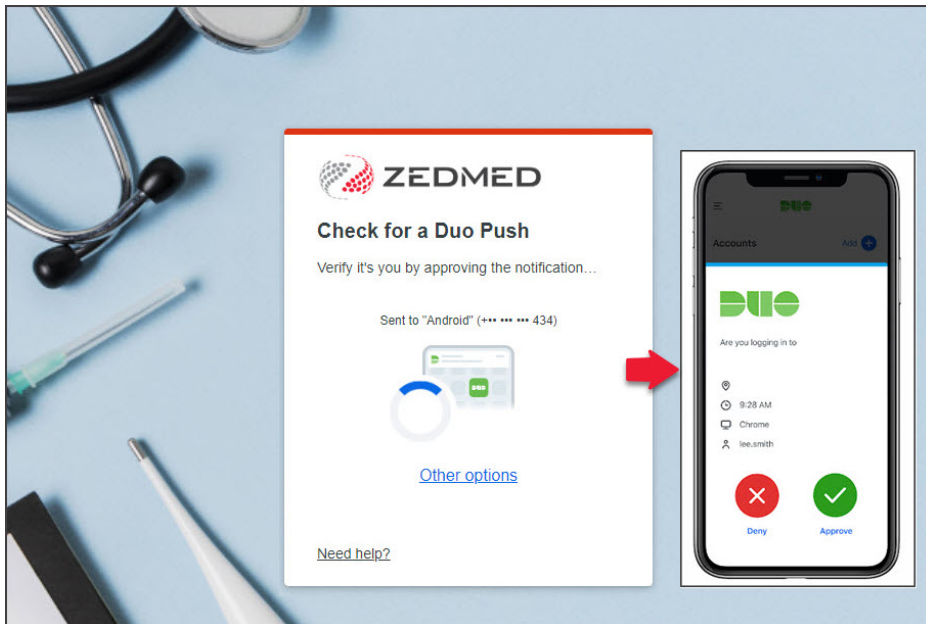 ZEDMED
Check for a Duo Push
Verify it's you by approving the notification…
Sent to "Android" (+•• ••• ••• 434)
DUO
Other options
Need help?
DUO
Accounts Add +
DUO
Are you logging in to
9:28 AM
Chrome
lee.smith
Deny Approve